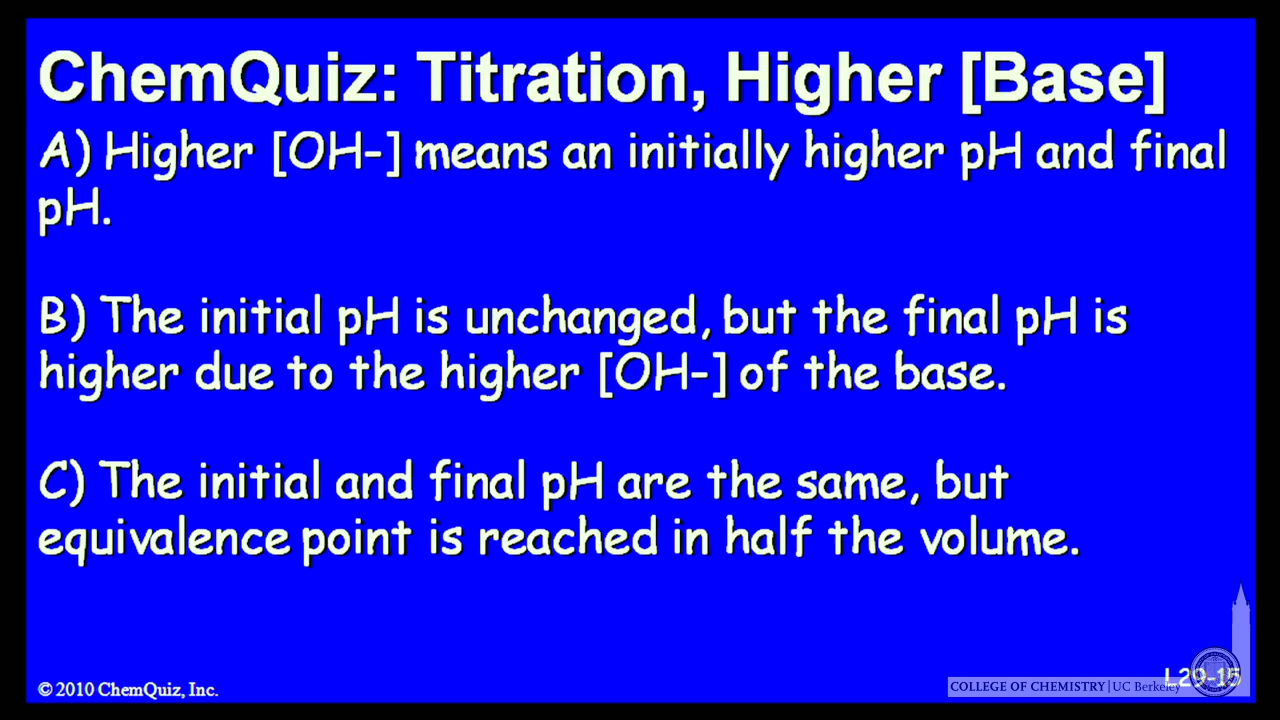 ChemQuiz: Titration, Higher [Base]
A) Higher [OH-] means an initially higher pH and final
pH.
B) The initial pH is unchanged, but the final pH is
higher due to the higher [OH-] of the base.
C) The initial and final pH are the same, but
equivalence point is reached in half the volume.
© 2010 ChemQuiz, Inc.
L29-15
COLLEGE OF CHEMISTRY | UC Berkeley